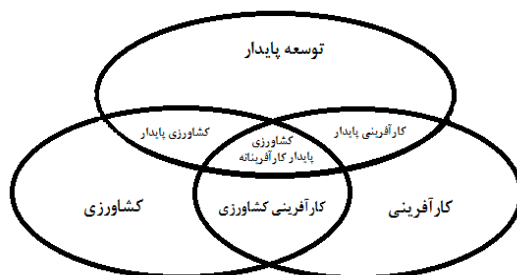 توسعه پایدار
کارآفرینی پایدار
کشاورزی پایدار
کشاورزی
پایدار کارآفرینانه
کارآفرینی
کارآفرینی کشاورزی
کشاورزی